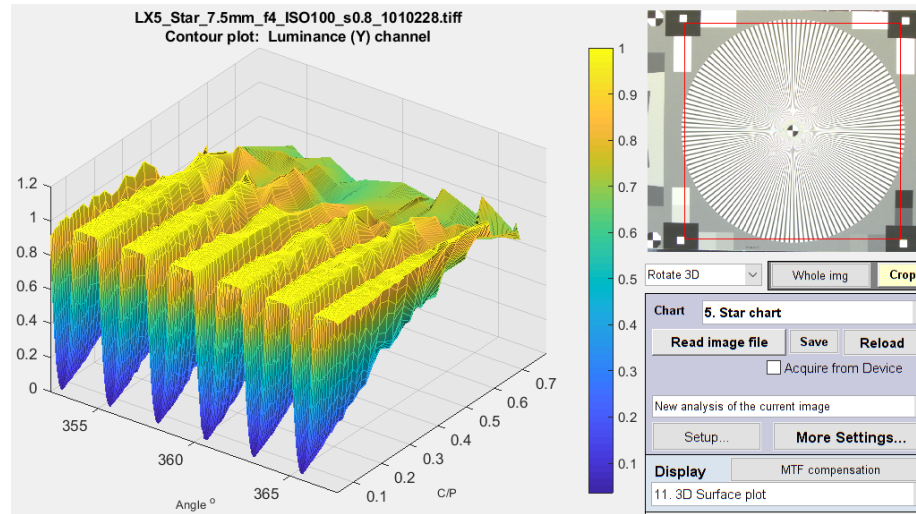 LX5_Star_7.5mm_f4_ISO100_s0.8_1010228.tiff
Contour plot:  Luminance (Y) channel
1.2
1
0.8
0.6
0.4
0.2
0
355
360
365
Angle °
0.1
0.2
0.3
0.4
0.5
0.6
0.7
C/P
1
0.9
0.8
0.7
0.6
0.5
0.4
0.3
0.2
0.1
Rotate 3D
Whole img
Crop
Chart
5. Star chart
Read image file
Save
Reload
Acquire from Device
New analysis of the current image
Setup...
More Settings...
Display
MTF compensation
11. 3D Surface plot